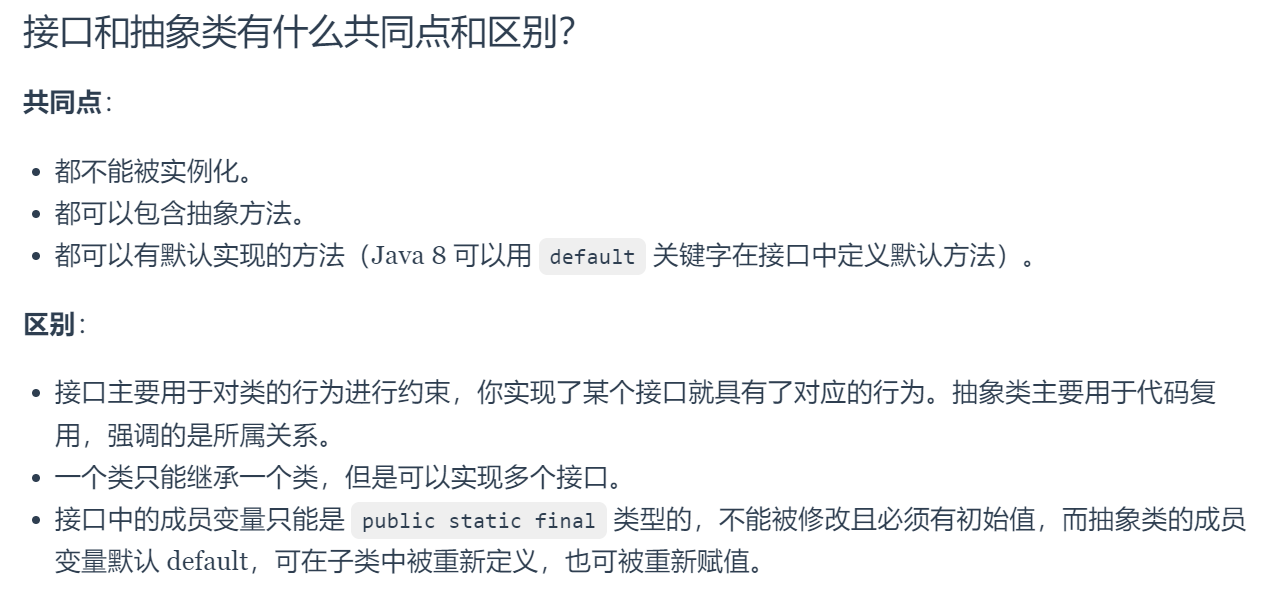 接口和抽象类有什么共同点和区别？
共同点：
• 都不能被实例化。
• 都可以包含抽象方法。
• 都可以有默认实现的方法（Java 8 可以用 default 关键字在接口中定义默认方法）。
区别：
• 接口主要用于对类的行为进行约束，你实现了某个接口就具有了对应的行为。抽象类主要用于代码复
用，强调的是所属关系。
• 一个类只能继承一个类，但是可以实现多个接口。
• 接口中的成员变量只能是 public static final 类型的，不能被修改且必须有初始值，而抽象类的成员
变量默认 default，可在子类中被重新定义，也可被重新赋值。